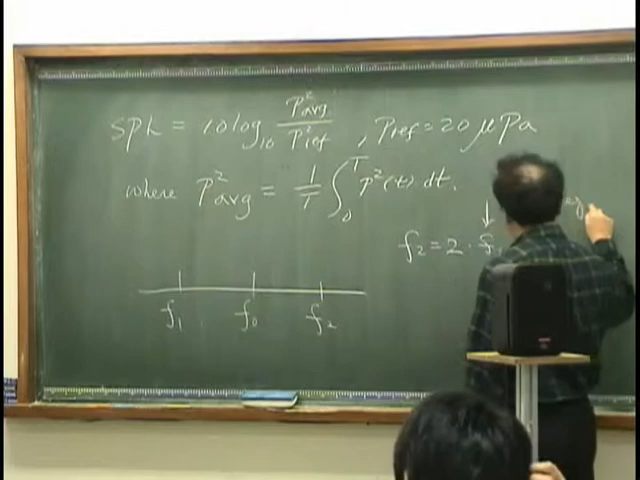 SPL = 10 log₁₀ P²avg / P²ref , Pref = 20 μPa
where P²avg = 1/T ∫₀ᵀ P²(t) dt.
f₂ = 2 · f₁
f₁ f₀ f₂